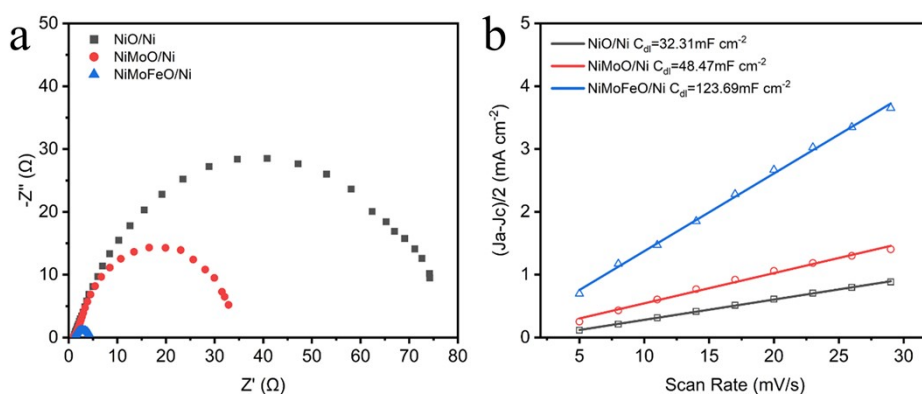 a
50
40
30
20
10
0
-Z'' (Ω)
NiO/Ni
NiMoO/Ni
NiMoFeO/Ni
0 10 20 30 40 50 60 70 80
Z' (Ω)
b
5
4
3
2
1
0
(Ja-Jc)/2 (mA cm⁻²)
NiO/Ni C_dl=32.31mF cm⁻²
NiMoO/Ni C_dl=48.47mF cm⁻²
NiMoFeO/Ni C_dl=123.69mF cm⁻²
5 10 15 20 25 30
Scan Rate (mV/s)